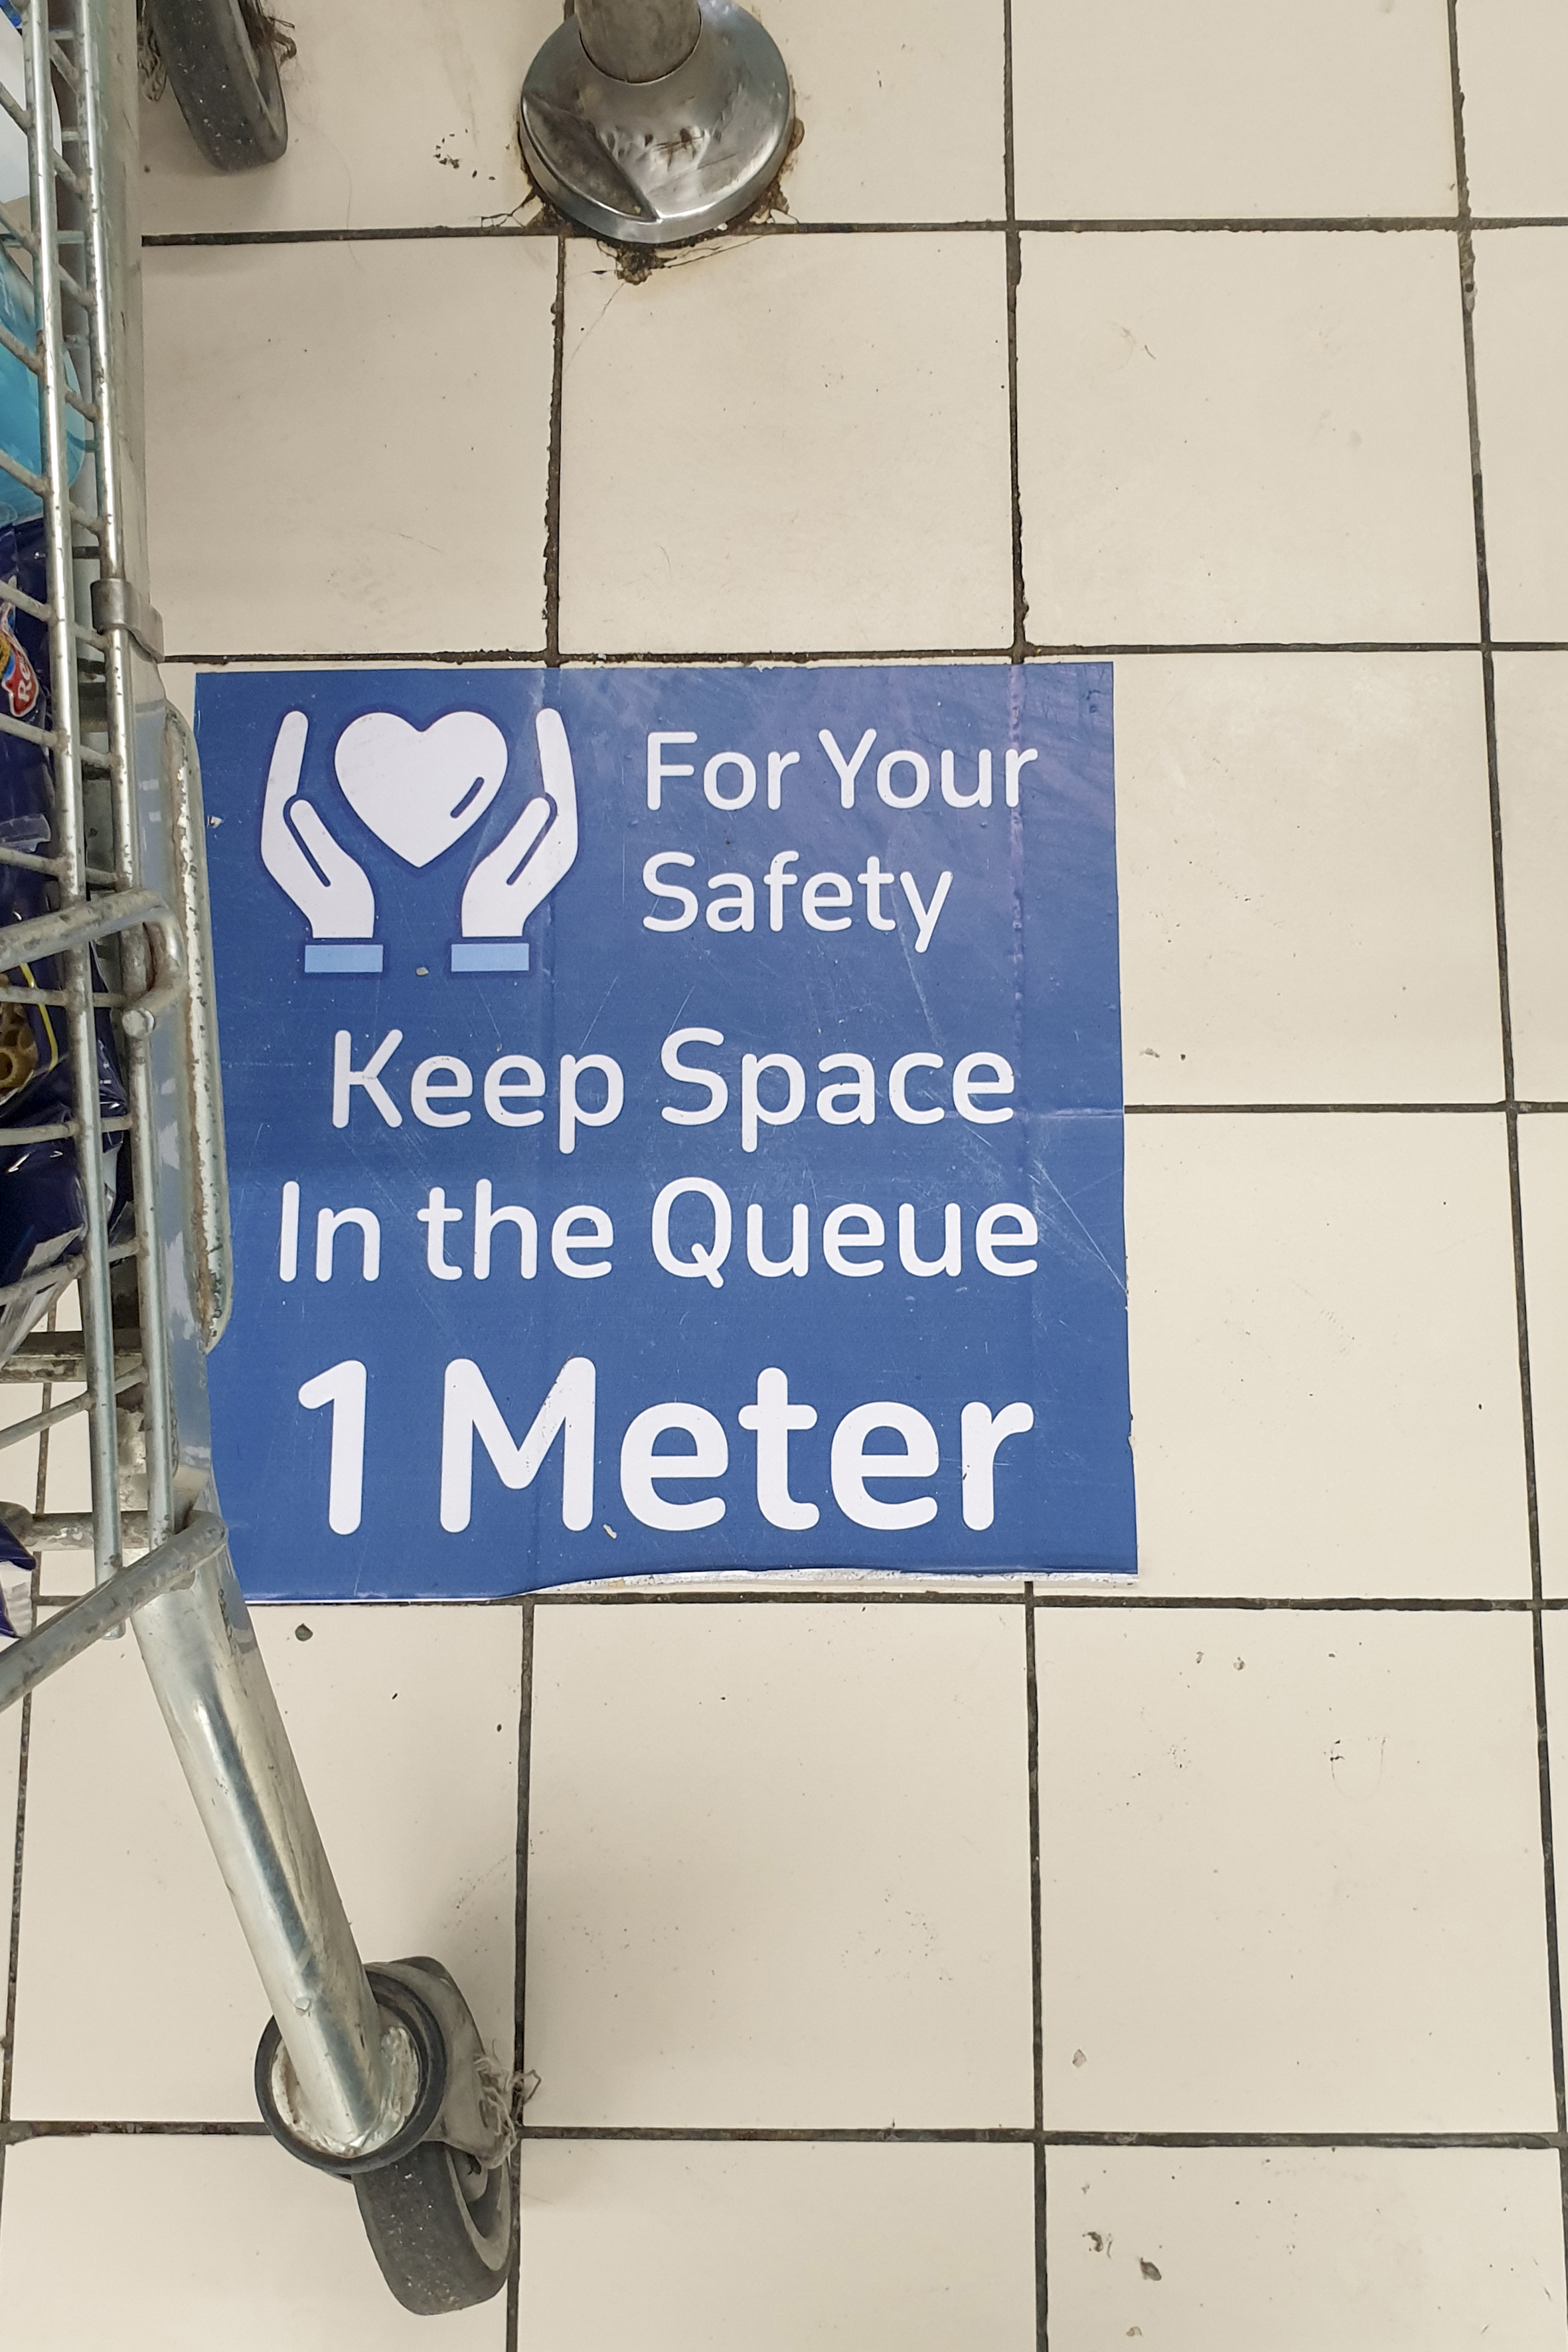 For Your
Safety
Keep Space
In the Queue
1 Meter